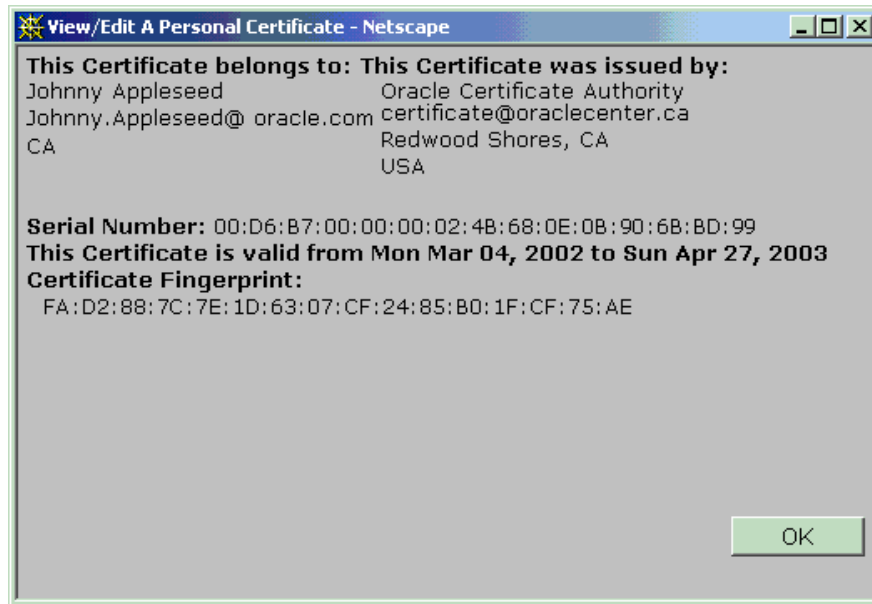 View/Edit A Personal Certificate - Netscape
This Certificate belongs to: This Certificate was issued by:
Johnny Appleseed Oracle Certificate Authority
Johnny.Appleseed@ oracle.com certificate@oraclecenter.ca
CA Redwood Shores, CA
USA
Serial Number: 00:D6:B7:00:00:00:02:4B:68:0E:0B:90:6B:BD:99
This Certificate is valid from Mon Mar 04, 2002 to Sun Apr 27, 2003
Certificate Fingerprint:
FA:D2:88:7C:7E:1D:63:07:CF:24:85:B0:1F:CF:75:AE
OK